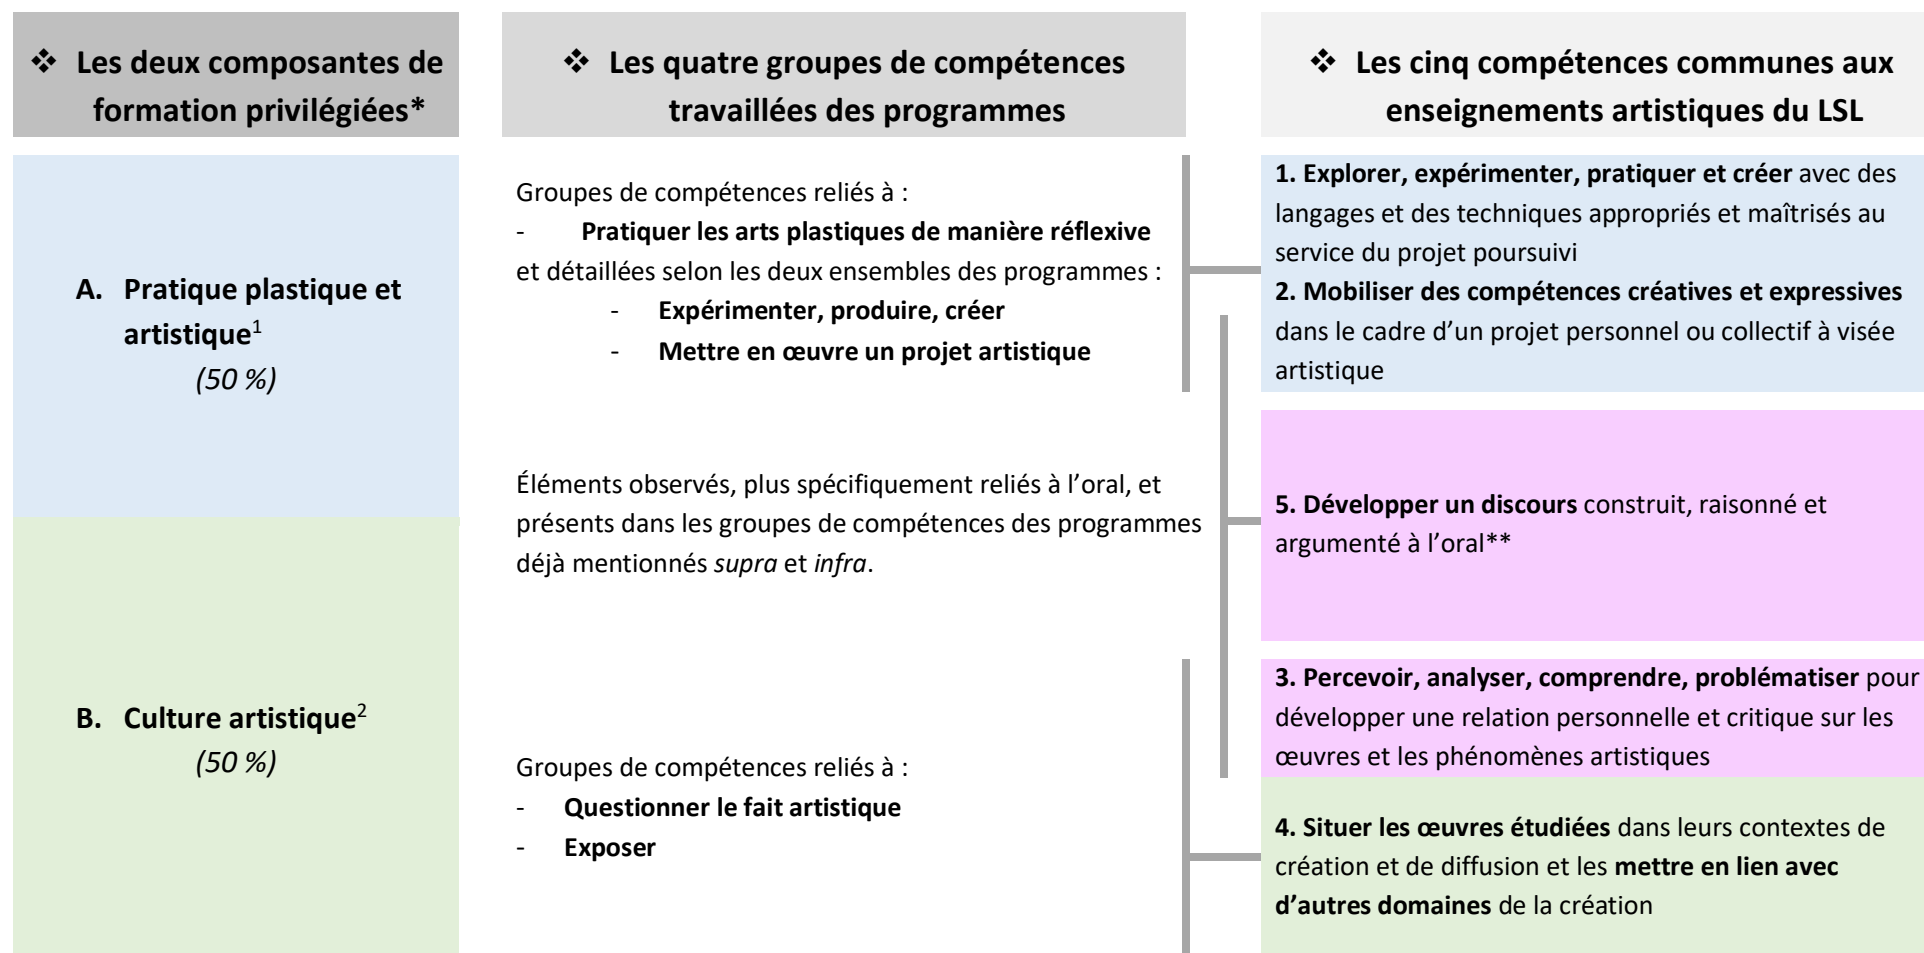 ❖ Les deux composantes de
formation privilégiées*
❖ Les quatre groupes de compétences
travaillées des programmes
❖ Les cinq compétences communes aux
enseignements artistiques du LSL
A. Pratique plastique et
artistique1
(50 %)
B. Culture artistique2
(50 %)
Groupes de compétences reliés à :
- Pratiquer les arts plastiques de manière réflexive
et détaillées selon les deux ensembles des programmes :
- Expérimenter, produire, créer
- Mettre en œuvre un projet artistique
Éléments observés, plus spécifiquement reliés à l’oral, et
présents dans les groupes de compétences des programmes
déjà mentionnés supra et infra.
Groupes de compétences reliés à :
- Questionner le fait artistique
- Exposer
1. Explorer, expérimenter, pratiquer et créer avec des
langages et des techniques appropriés et maîtrisés au
service du projet poursuivi
2. Mobiliser des compétences créatives et expressives
dans le cadre d’un projet personnel ou collectif à visée
artistique
5. Développer un discours construit, raisonné et
argumenté à l’oral**
3. Percevoir, analyser, comprendre, problématiser pour
développer une relation personnelle et critique sur les
œuvres et les phénomènes artistiques
4. Situer les œuvres étudiées dans leurs contextes de
création et de diffusion et les mettre en lien avec
d’autres domaines de la création